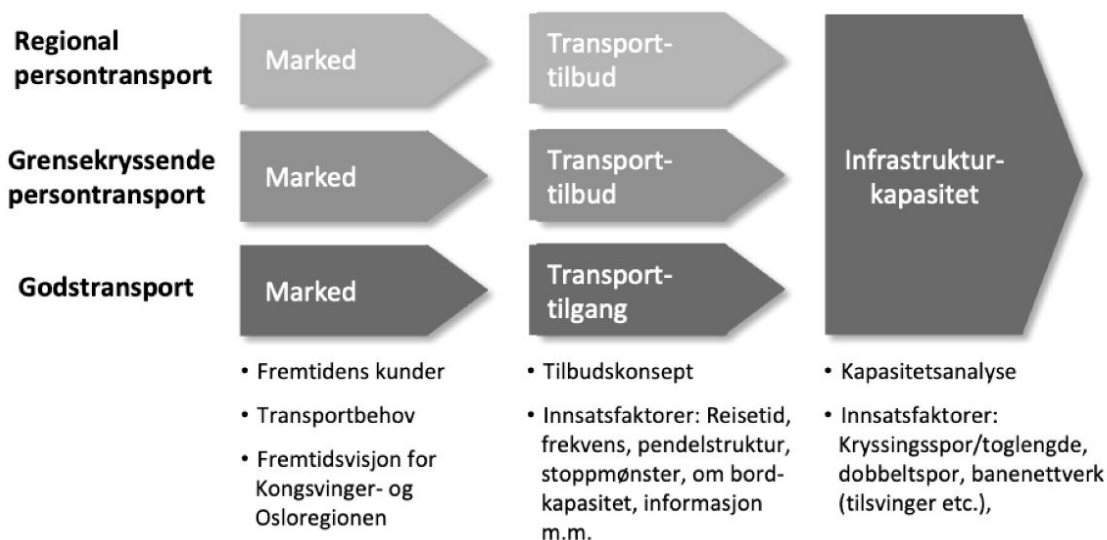 Regional
persontransport
Marked
Transport-
tilbud
Grensekryssende
persontransport
Marked
Transport-
tilbud
Godstransport
Marked
Transport-
tilgang
Infrastruktur-
kapasitet
• Fremtidens kunder
• Transportbehov
• Fremtidsvisjon for
Kongsvinger- og
Osloregionen
• Tilbudskonsept
• Innsatsfaktorer: Reisetid,
frekvens, pendelstruktur,
stoppmønster, om bord-
kapasitet, informasjon
m.m.
• Kapasitetsanalyse
• Innsatsfaktorer:
Kryssingsspor/toglengde,
dobbeltspor, banenettverk
(tilsvinger etc.),